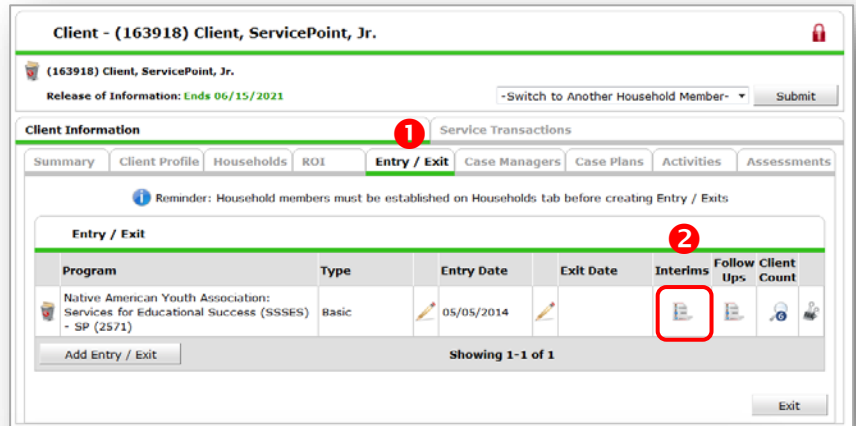 Client - (163918) Client, ServicePoint, Jr.
(163918) Client, ServicePoint, Jr.
Release of Information: Ends 06/15/2021
-Switch to Another Household Member-
Submit
Client Information
1
Service Transactions
Summary
Client Profile
Households
ROI
Entry / Exit
Case Managers
Case Plans
Activities
Assessments
Reminder: Household members must be established on Households tab before creating Entry / Exits
Entry / Exit
2
Program
Type
Entry Date
Exit Date
Interims
Follow Ups
Client Count
Native American Youth Association:
Services for Educational Success (SSSES)
- SP (2571)
Basic
05/05/2014
6
Add Entry / Exit
Showing 1-1 of 1
Exit